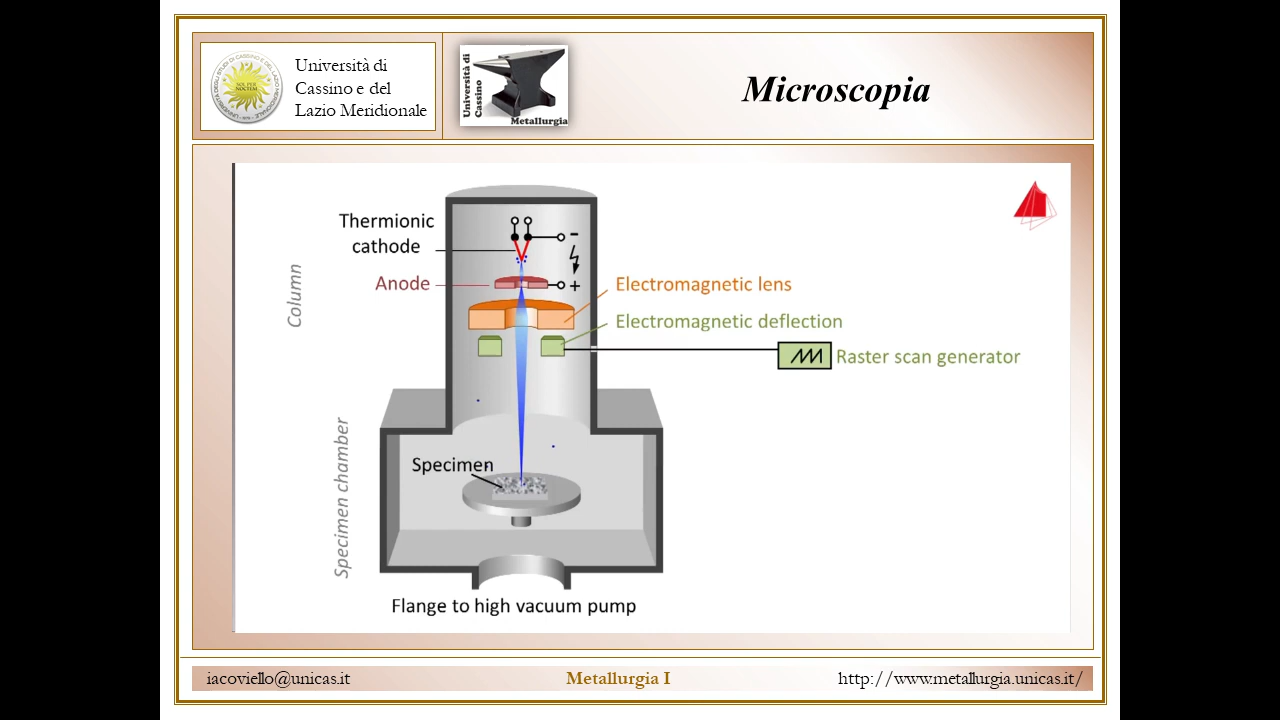 Università di
Cassino e del
Lazio Meridionale
Università di
Cassino
Metallurgia
Microscopia
Thermionic
cathode
-
Anode
+
Electromagnetic lens
Electromagnetic deflection
Raster scan generator
Column
Specimen
Specimen chamber
Flange to high vacuum pump
iacoviello@unicas.it
Metallurgia I
http://www.metallurgia.unicas.it/